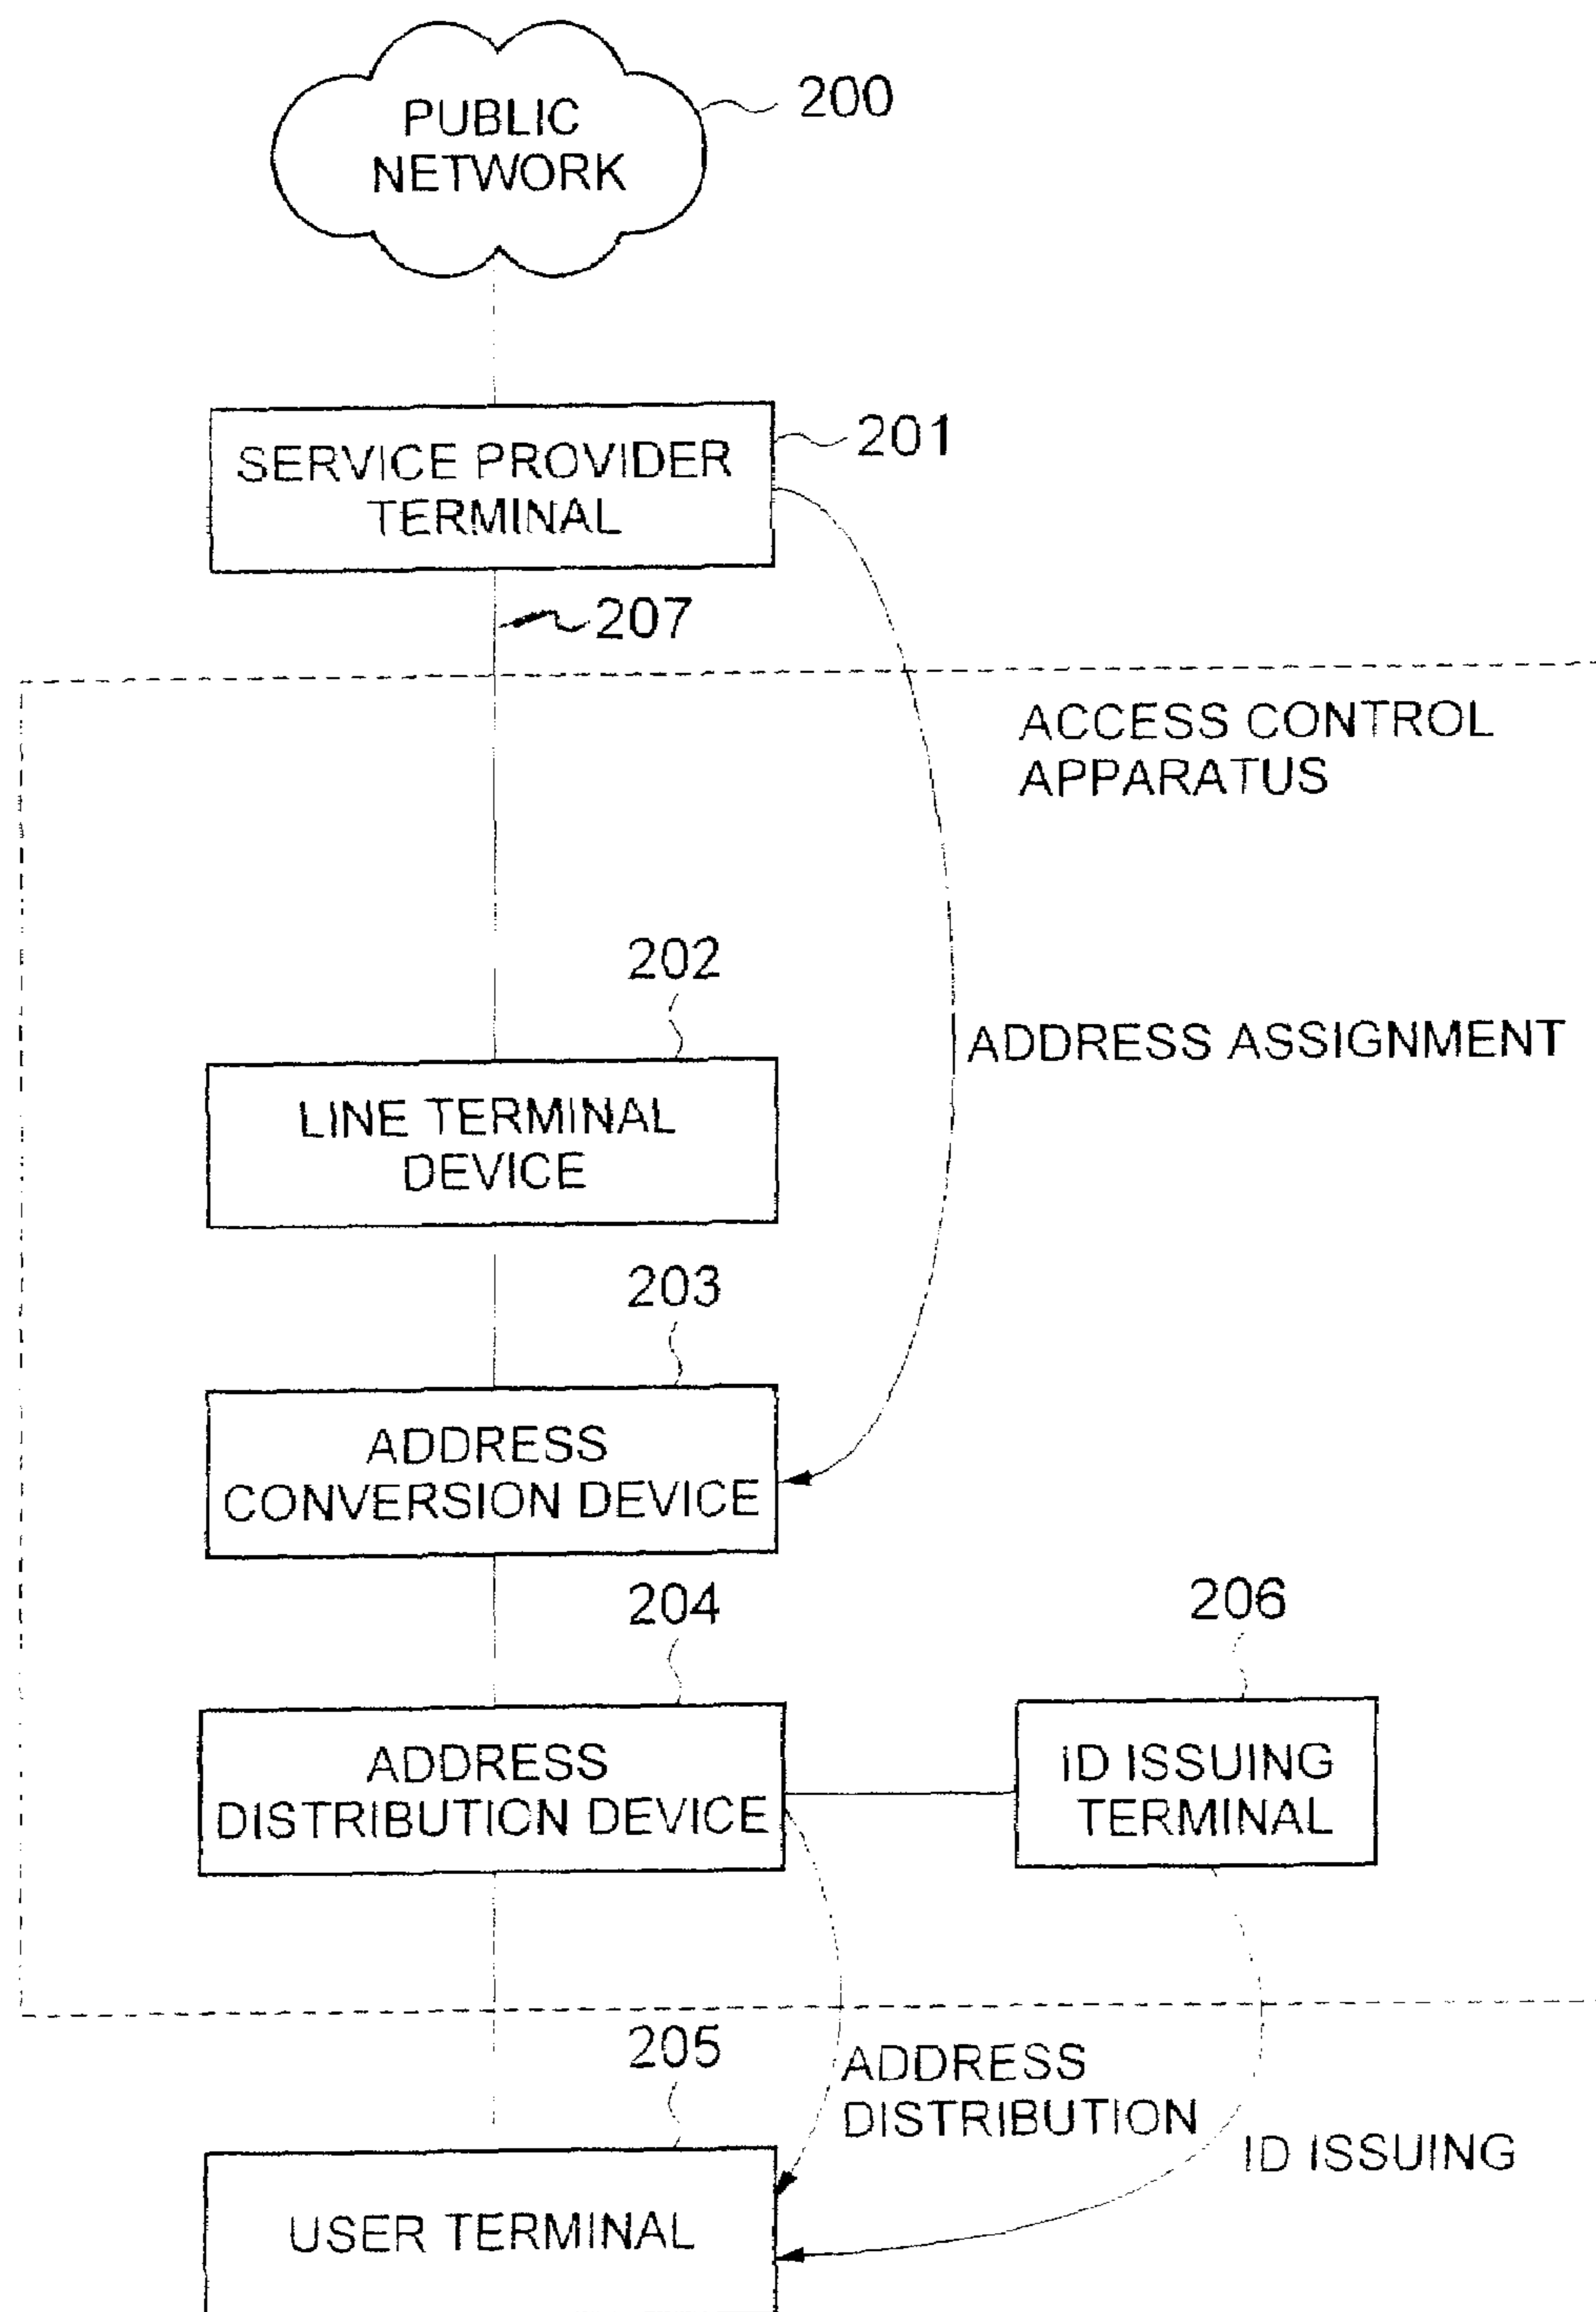 PUBLIC
NETWORK
200
SERVICE PROVIDER
TERMINAL
201
207
ACCESS CONTROL
APPARATUS
202
LINE TERMINAL
DEVICE
ADDRESS ASSIGNMENT
203
ADDRESS
CONVERSION DEVICE
204
ADDRESS
DISTRIBUTION DEVICE
206
ID ISSUING
TERMINAL
205
ADDRESS
DISTRIBUTION
ID ISSUING
USER TERMINAL